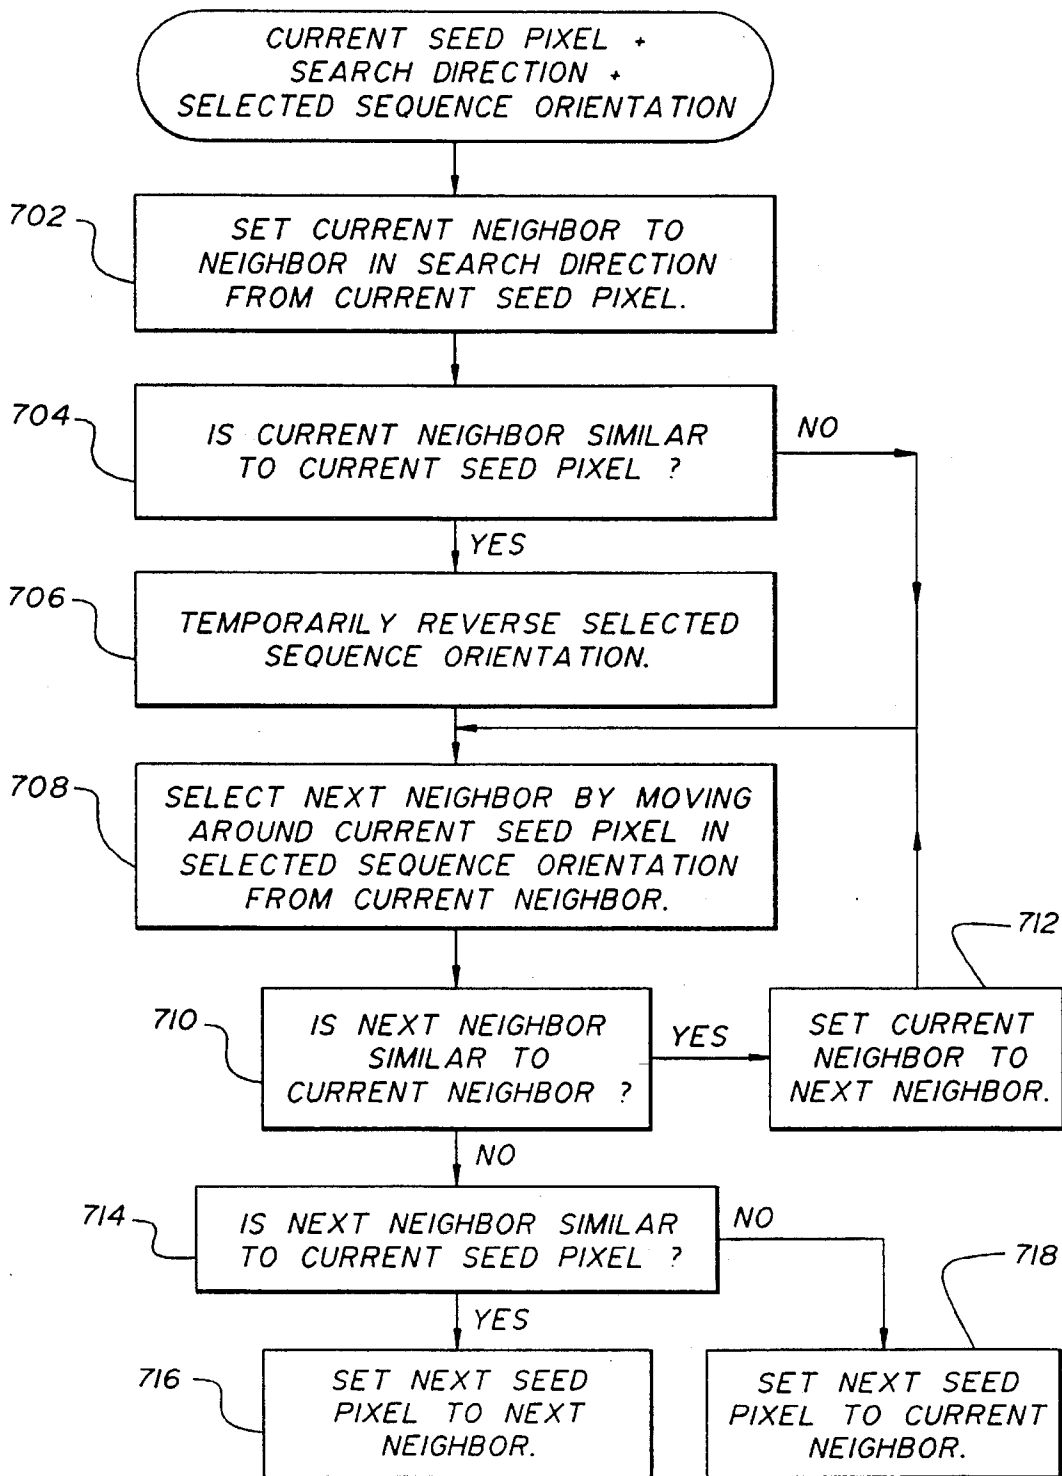 CURRENT SEED PIXEL +
SEARCH DIRECTION +
SELECTED SEQUENCE ORIENTATION
702
SET CURRENT NEIGHBOR TO
NEIGHBOR IN SEARCH DIRECTION
FROM CURRENT SEED PIXEL.
704
IS CURRENT NEIGHBOR SIMILAR
TO CURRENT SEED PIXEL ?
NO
YES
706
TEMPORARILY REVERSE SELECTED
SEQUENCE ORIENTATION.
708
SELECT NEXT NEIGHBOR BY MOVING
AROUND CURRENT SEED PIXEL IN
SELECTED SEQUENCE ORIENTATION
FROM CURRENT NEIGHBOR.
710
IS NEXT NEIGHBOR
SIMILAR TO
CURRENT NEIGHBOR ?
YES
712
SET CURRENT
NEIGHBOR TO
NEXT NEIGHBOR.
NO
714
IS NEXT NEIGHBOR SIMILAR
TO CURRENT SEED PIXEL ?
NO
YES
716
SET NEXT SEED
PIXEL TO NEXT
NEIGHBOR.
718
SET NEXT SEED
PIXEL TO CURRENT
NEIGHBOR.